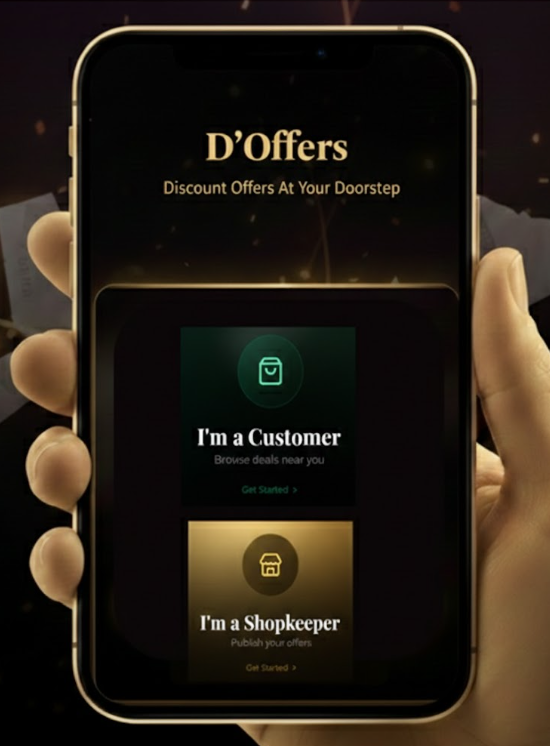 D'Offers
Discount Offers At Your Doorstep
I'm a Customer
Browse deals near you
Get Started >
I'm a Shopkeeper
Publish your offers
Get Started >